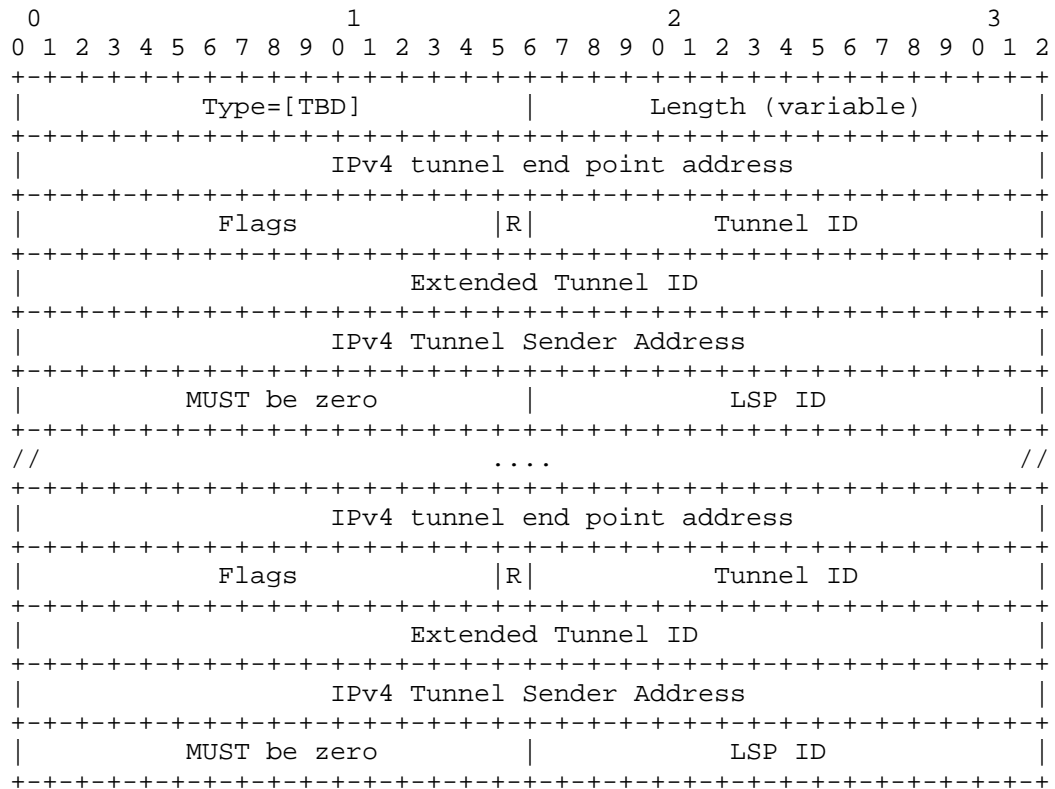 0                   1                   2                   3
0 1 2 3 4 5 6 7 8 9 0 1 2 3 4 5 6 7 8 9 0 1 2 3 4 5 6 7 8 9 0 1 2
+-+-+-+-+-+-+-+-+-+-+-+-+-+-+-+-+-+-+-+-+-+-+-+-+-+-+-+-+-+-+-+-+
|           Type=[TBD]          |       Length (variable)       |
+-+-+-+-+-+-+-+-+-+-+-+-+-+-+-+-+-+-+-+-+-+-+-+-+-+-+-+-+-+-+-+-+
|                   IPv4 tunnel end point address               |
+-+-+-+-+-+-+-+-+-+-+-+-+-+-+-+-+-+-+-+-+-+-+-+-+-+-+-+-+-+-+-+-+
|            Flags            |R|           Tunnel ID           |
+-+-+-+-+-+-+-+-+-+-+-+-+-+-+-+-+-+-+-+-+-+-+-+-+-+-+-+-+-+-+-+-+
|                        Extended Tunnel ID                     |
+-+-+-+-+-+-+-+-+-+-+-+-+-+-+-+-+-+-+-+-+-+-+-+-+-+-+-+-+-+-+-+-+
|                   IPv4 Tunnel Sender Address                  |
+-+-+-+-+-+-+-+-+-+-+-+-+-+-+-+-+-+-+-+-+-+-+-+-+-+-+-+-+-+-+-+-+
|          MUST be zero         |            LSP ID             |
+-+-+-+-+-+-+-+-+-+-+-+-+-+-+-+-+-+-+-+-+-+-+-+-+-+-+-+-+-+-+-+-+
//                            ....                             //
+-+-+-+-+-+-+-+-+-+-+-+-+-+-+-+-+-+-+-+-+-+-+-+-+-+-+-+-+-+-+-+-+
|                   IPv4 tunnel end point address               |
+-+-+-+-+-+-+-+-+-+-+-+-+-+-+-+-+-+-+-+-+-+-+-+-+-+-+-+-+-+-+-+-+
|            Flags            |R|           Tunnel ID           |
+-+-+-+-+-+-+-+-+-+-+-+-+-+-+-+-+-+-+-+-+-+-+-+-+-+-+-+-+-+-+-+-+
|                        Extended Tunnel ID                     |
+-+-+-+-+-+-+-+-+-+-+-+-+-+-+-+-+-+-+-+-+-+-+-+-+-+-+-+-+-+-+-+-+
|                   IPv4 Tunnel Sender Address                  |
+-+-+-+-+-+-+-+-+-+-+-+-+-+-+-+-+-+-+-+-+-+-+-+-+-+-+-+-+-+-+-+-+
|          MUST be zero         |            LSP ID             |
+-+-+-+-+-+-+-+-+-+-+-+-+-+-+-+-+-+-+-+-+-+-+-+-+-+-+-+-+-+-+-+-+